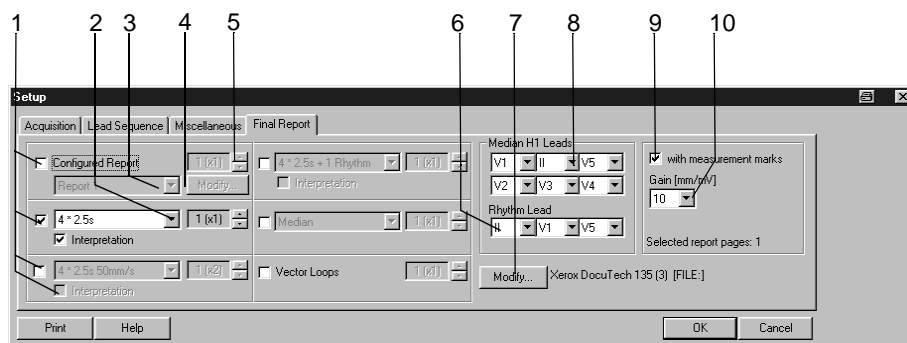 1 2 3 4 5 6 7 8 9 10
Setup
Acquisition Lead Sequence Miscellaneous Final Report
Configured Report 1 (x1)
Report Modify...
4 * 2.5s 1 (x1)
Interpretation
4 * 2.5s 50mm/s 1 (x2)
Interpretation
4 * 2.5s + 1 Rhythm 1 (x1)
Interpretation
Median 1 (x1)
Vector Loops 1 (x1)
Median H1 Leads
V1 II V5
V2 V3 V4
Rhythm Lead
II V1 V5
Modify... Xerox DocuTech 135 (3) [FILE:]
with measurement marks
Gain [mm/mV]
10
Selected report pages: 1
Print Help OK Cancel